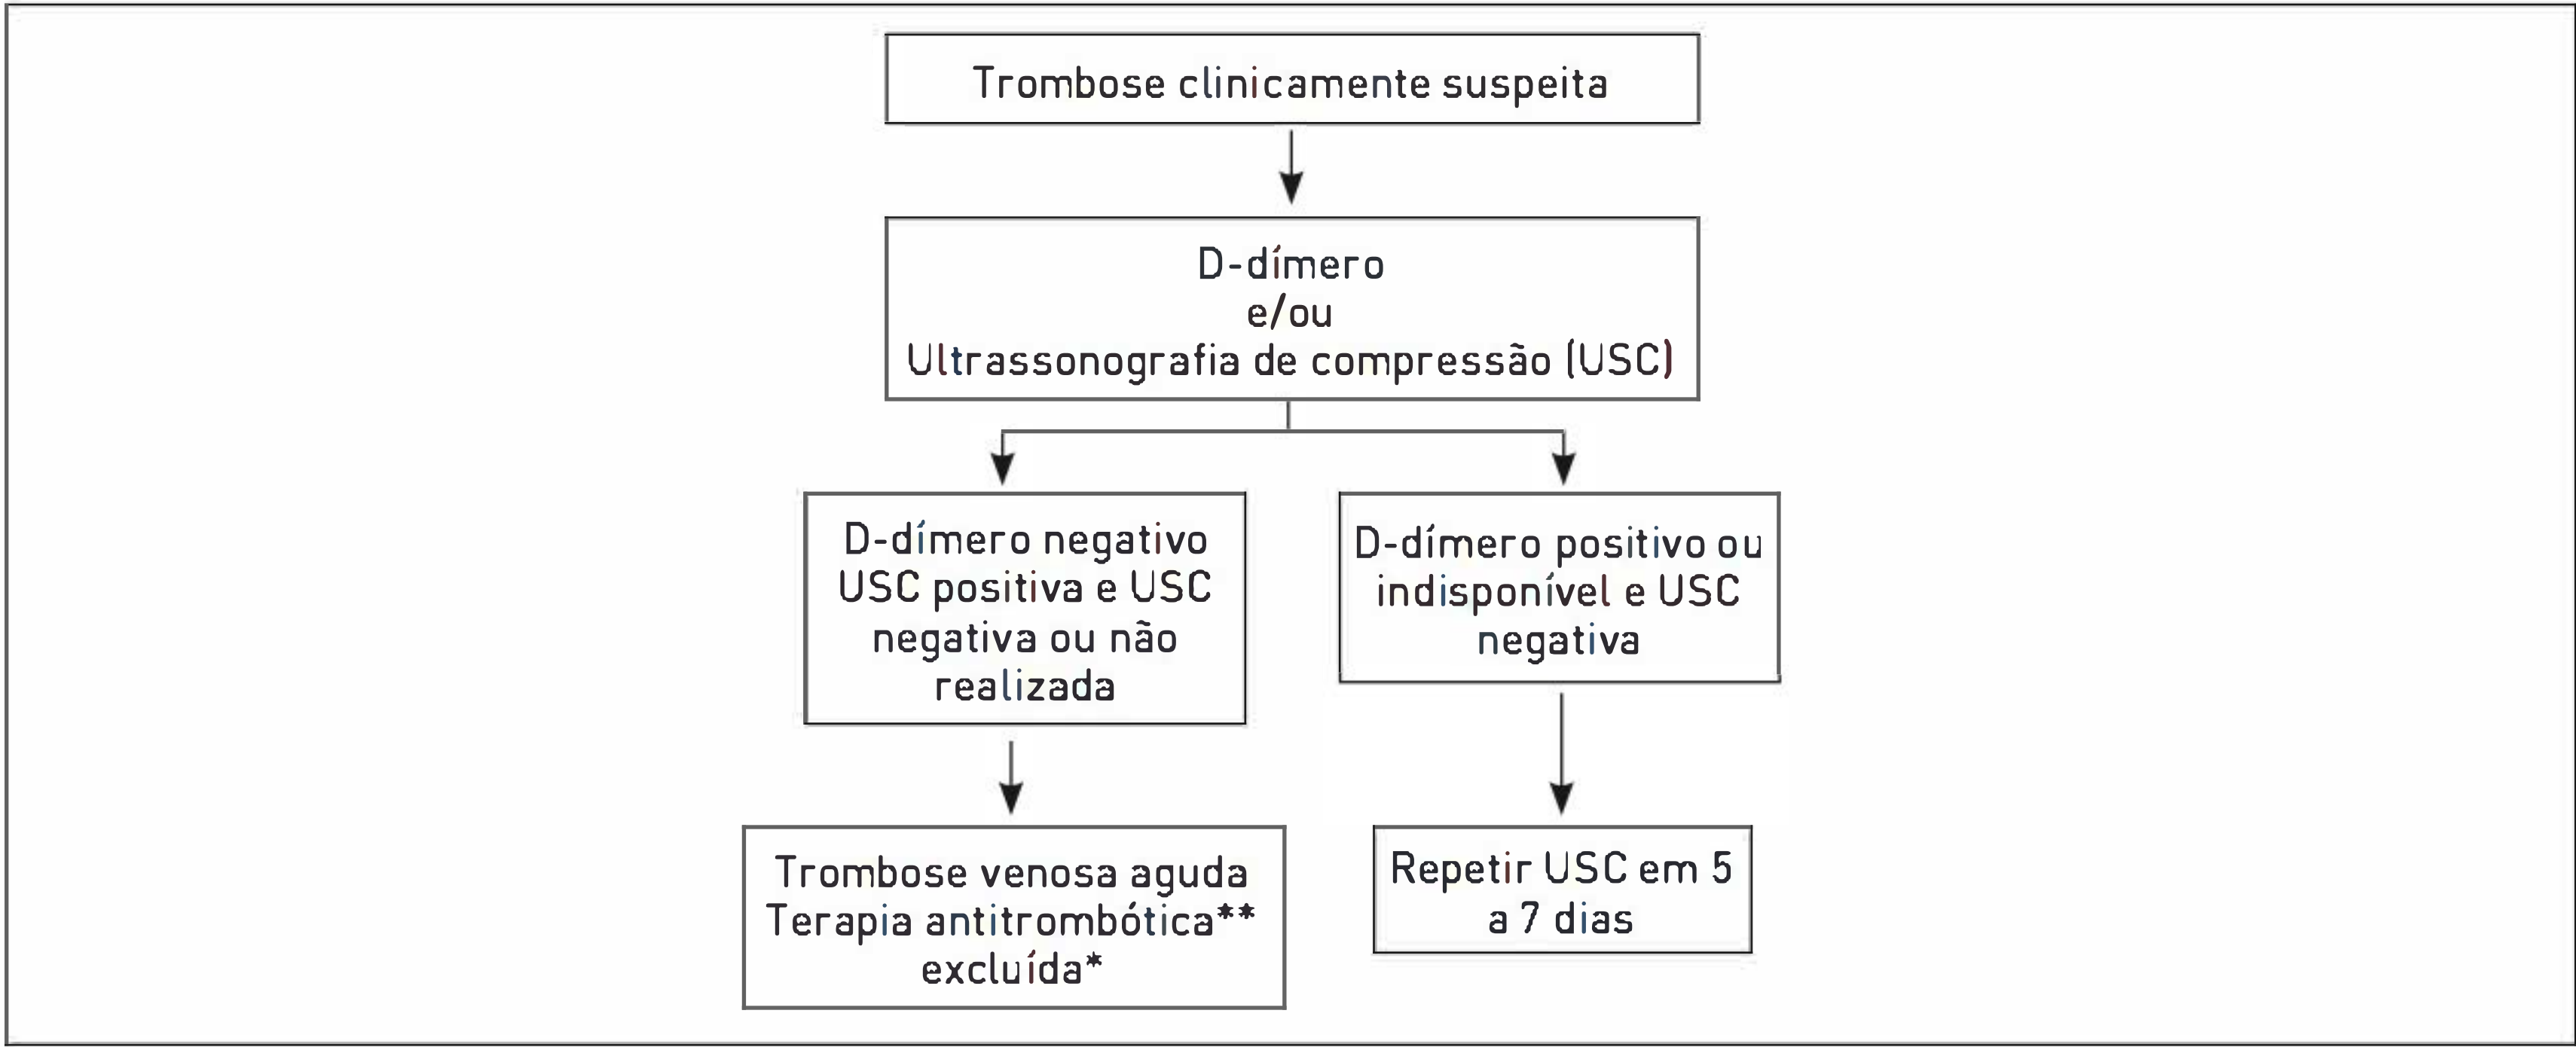 Trombose clinicamente suspeita
D-dímero
e/ou
Ultrassonografia de compressão (USC)
D-dímero negativo
USC positiva e USC
negativa ou não
realizada
D-dímero positivo ou
indisponível e USC
negativa
Trombose venosa aguda
Terapia antitrombótica**
excluída*
Repetir USC em 5
a 7 dias